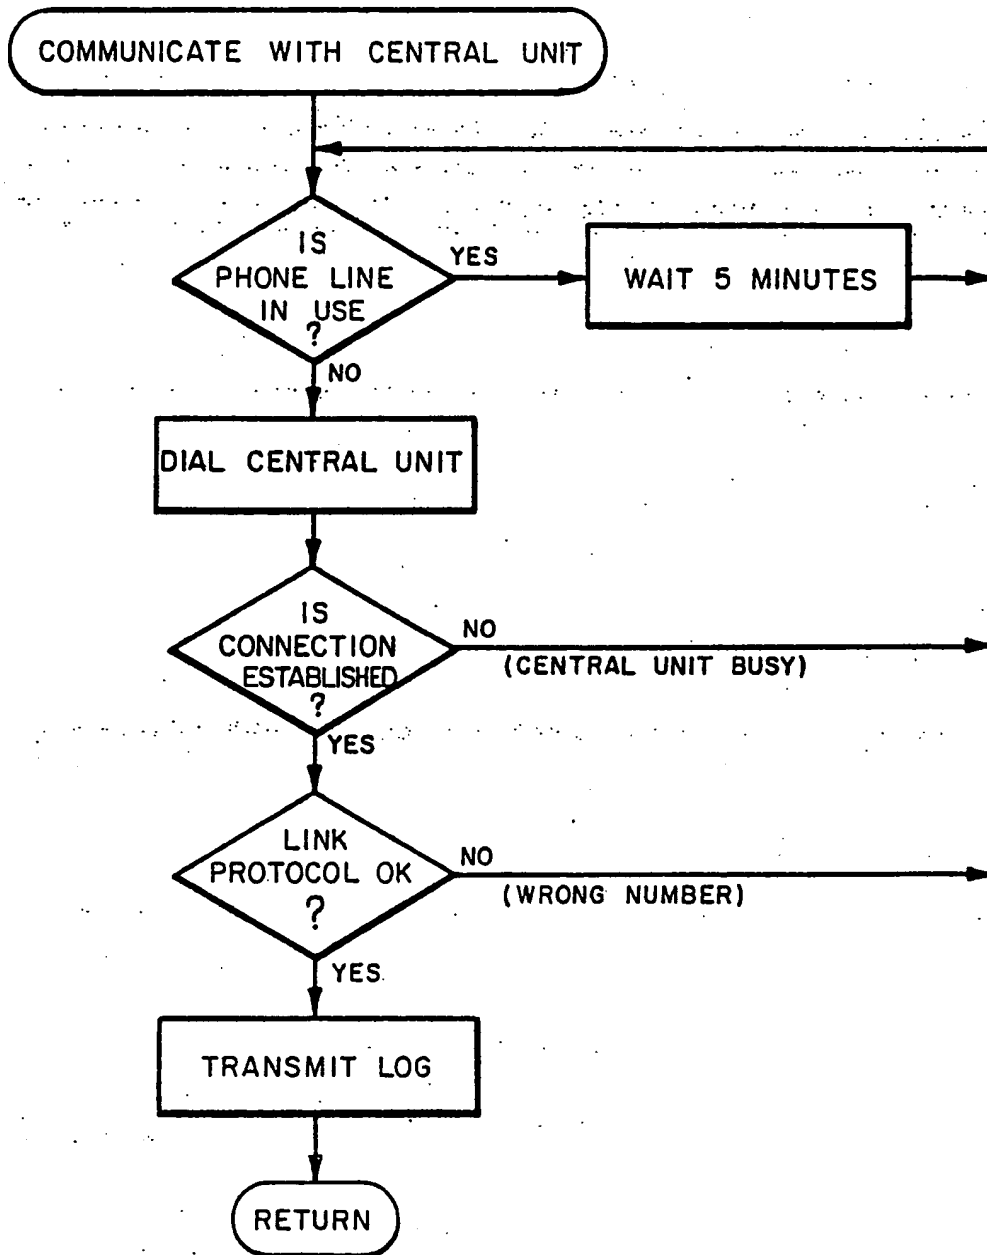 COMMUNICATE WITH CENTRAL UNIT
IS
PHONE LINE
IN USE
?
YES
WAIT 5 MINUTES
NO
DIAL CENTRAL UNIT
IS
CONNECTION
ESTABLISHED
?
NO
(CENTRAL UNIT BUSY)
YES
LINK
PROTOCOL OK
?
NO
(WRONG NUMBER)
YES
TRANSMIT LOG
RETURN